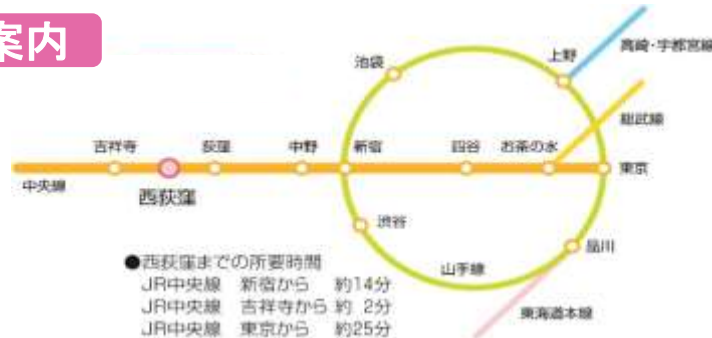 案内
池袋
上野
高崎・宇都宮線
総武線
吉祥寺
荻窪
中野
新宿
四谷
お茶の水
東京
中央線
西荻窪
渋谷
品川
山手線
東海道本線
●西荻窪までの所要時間
JR中央線 新宿から 約14分
JR中央線 吉祥寺から 約 2分
JR中央線 東京から 約25分